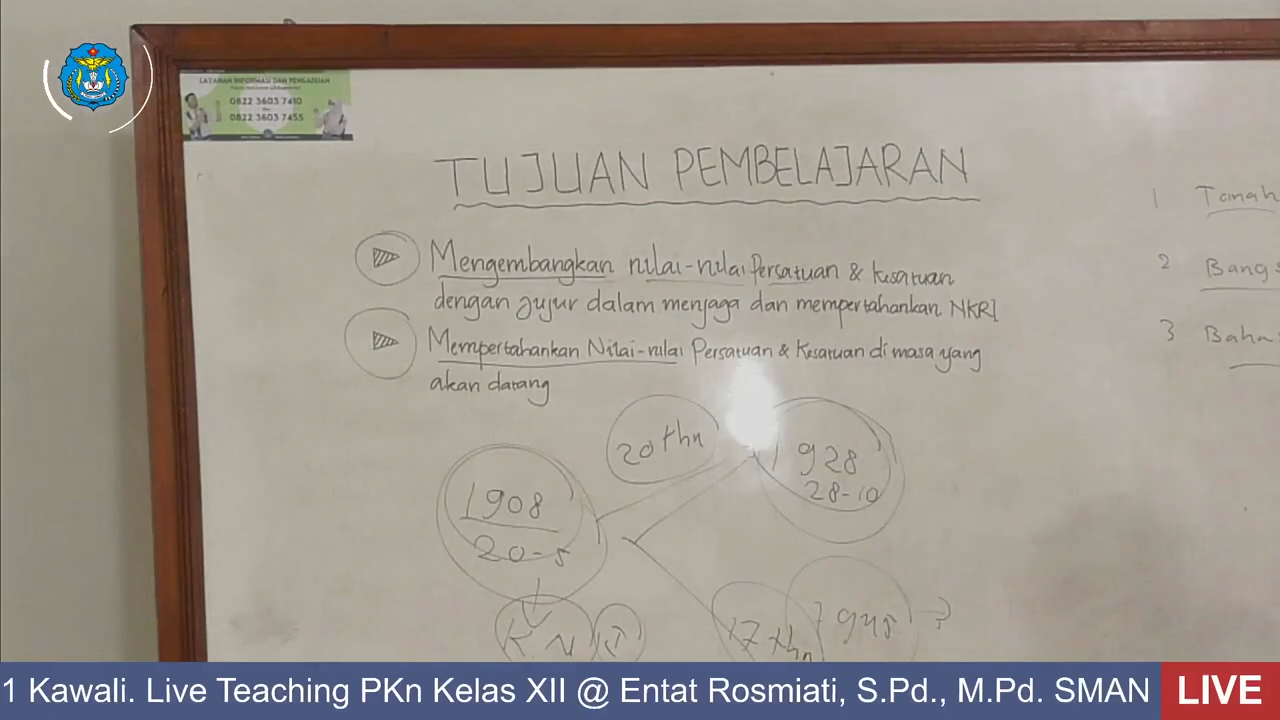 LAYANAN INFORMASI DAN PENGADUAN
0822 3603 7410
0822 3603 7455
TUJUAN PEMBELAJARAN
Mengembangkan nilai-nilai Persatuan & Kesatuan
dengan jujur dalam menjaga dan mempertahankan NKRI
Mempertahankan Nilai-nilai Persatuan & Kesatuan di masa yang
akan datang
1 Tanah
2 Bangs
3 Baha
20 thn
1908
20-5
1928
28-10
K N
17 thn
1945 ?
1 Kawali. Live Teaching PKn Kelas XII @ Entat Rosmiati, S.Pd., M.Pd. SMAN
LIVE